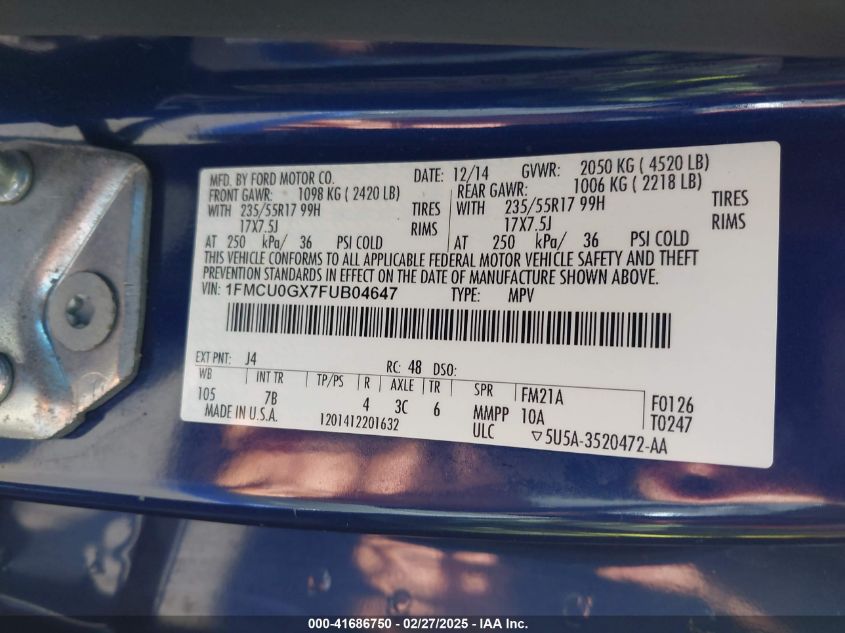 MFD. BY FORD MOTOR CO. DATE: 12/14 GVWR: 2050 KG ( 4520 LB)
FRONT GAWR: 1098 KG ( 2420 LB) REAR GAWR: 1006 KG ( 2218 LB)
WITH 235/55R17 99H TIRES WITH 235/55R17 99H TIRES
17X7.5J RIMS 17X7.5J RIMS
AT 250 kPa/ 36 PSI COLD AT 250 kPa/ 36 PSI COLD
THIS VEHICLE CONFORMS TO ALL APPLICABLE FEDERAL MOTOR VEHICLE SAFETY AND THEFT
PREVENTION STANDARDS IN EFFECT ON THE DATE OF MANUFACTURE SHOWN ABOVE.
VIN: 1FMCU0GX7FUB04647 TYPE: MPV
EXT PNT: J4 RC: 48 DSO:
WB INT TR TP/PS R AXLE TR SPR FM21A F0126
105 7B 4 3C 6 MMPP 10A T0247
MADE IN U.S.A. 1201412201632 ULC ▽5U5A-3520472-AA
000-41686750 – 02/27/2025 – IAA Inc.